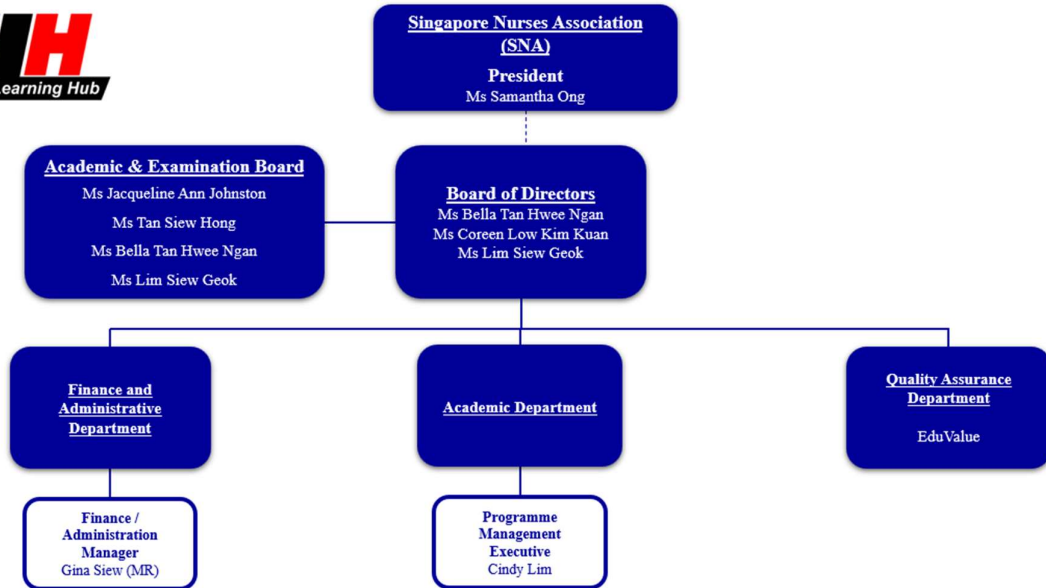 Singapore Nurses Association
(SNA)
President
Ms Samantha Ong
H
Learning Hub
Academic & Examination Board
Ms Jacqueline Ann Johnston
Ms Tan Siew Hong
Ms Bella Tan Hwee Ngan
Ms Lim Siew Geok
Board of Directors
Ms Bella Tan Hwee Ngan
Ms Coreen Low Kim Kuan
Ms Lim Siew Geok
Finance and
Administrative
Department
Academic Department
Quality Assurance
Department
EduValue
Finance /
Administration
Manager
Gina Siew (MR)
Programme
Management
Executive
Cindy Lim